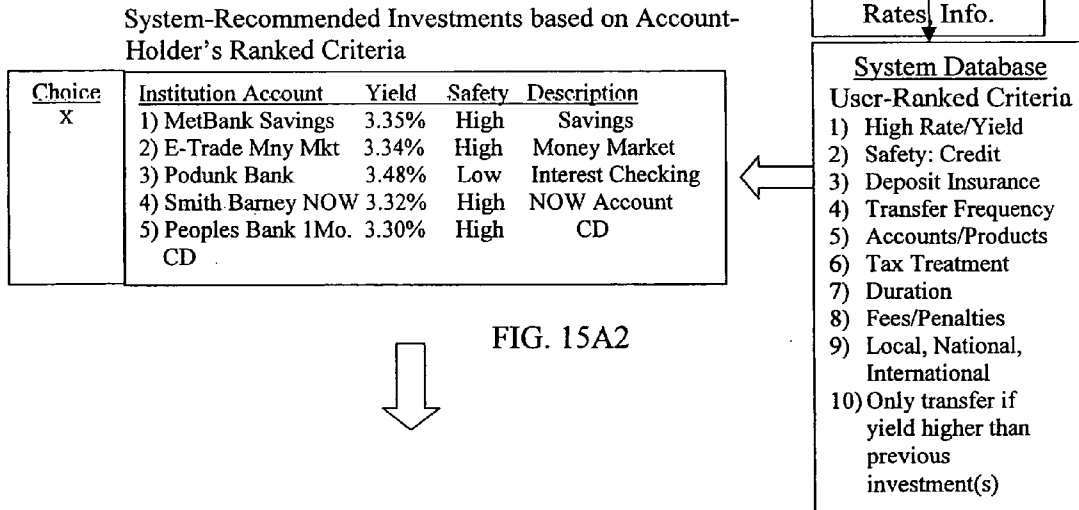 System-Recommended Investments based on Account-
Holder's Ranked Criteria
Choice
X
Institution Account Yield Safety Description
1) MetBank Savings 3.35% High Savings
2) E-Trade Mny Mkt 3.34% High Money Market
3) Podunk Bank 3.48% Low Interest Checking
4) Smith Barney NOW 3.32% High NOW Account
5) Peoples Bank 1Mo. 3.30% High CD
CD
FIG. 15A2
Rates Info.
System Database
User-Ranked Criteria
1) High Rate/Yield
2) Safety: Credit
3) Deposit Insurance
4) Transfer Frequency
5) Accounts/Products
6) Tax Treatment
7) Duration
8) Fees/Penalties
9) Local, National,
International
10) Only transfer if
yield higher than
previous
investment(s)